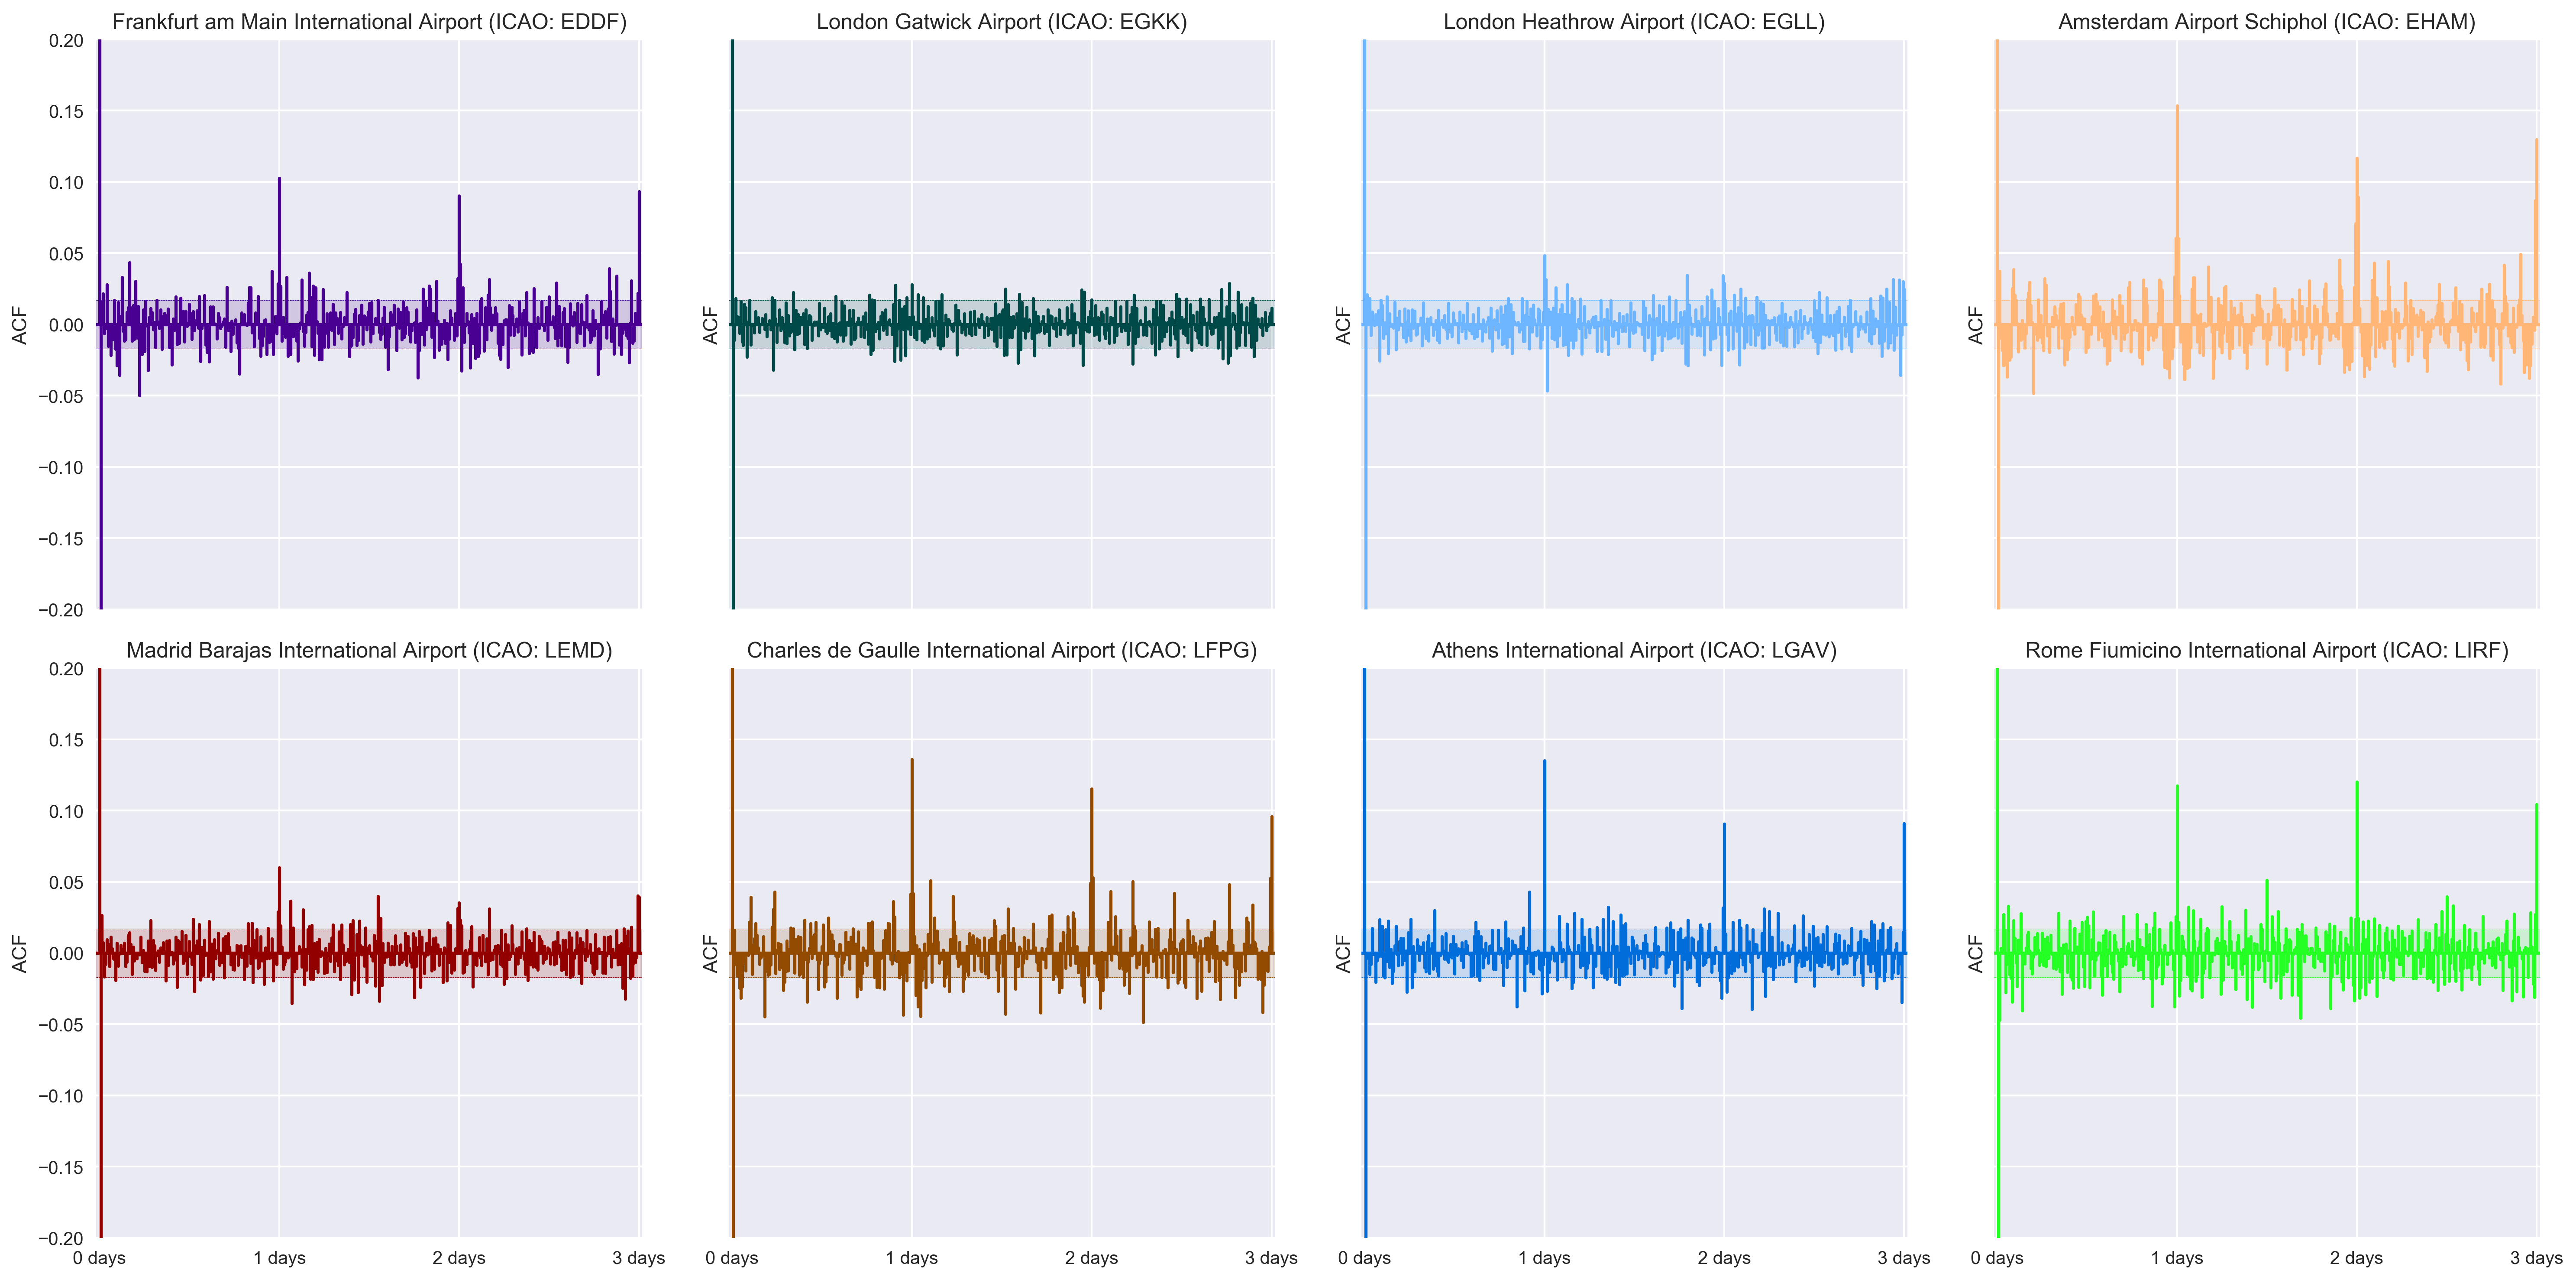 Frankfurt am Main International Airport (ICAO: EDDF)
London Gatwick Airport (ICAO: EGKK)
London Heathrow Airport (ICAO: EGLL)
Amsterdam Airport Schiphol (ICAO: EHAM)
0.20
0.15
0.10
0.05
0.00
−0.05
−0.10
−0.15
−0.20
ACF
ACF
ACF
ACF
Madrid Barajas International Airport (ICAO: LEMD)
Charles de Gaulle International Airport (ICAO: LFPG)
Athens International Airport (ICAO: LGAV)
Rome Fiumicino International Airport (ICAO: LIRF)
0.20
0.15
0.10
0.05
0.00
−0.05
−0.10
−0.15
−0.20
ACF
ACF
ACF
ACF
0 days 1 days 2 days 3 days
0 days 1 days 2 days 3 days
0 days 1 days 2 days 3 days
0 days 1 days 2 days 3 days